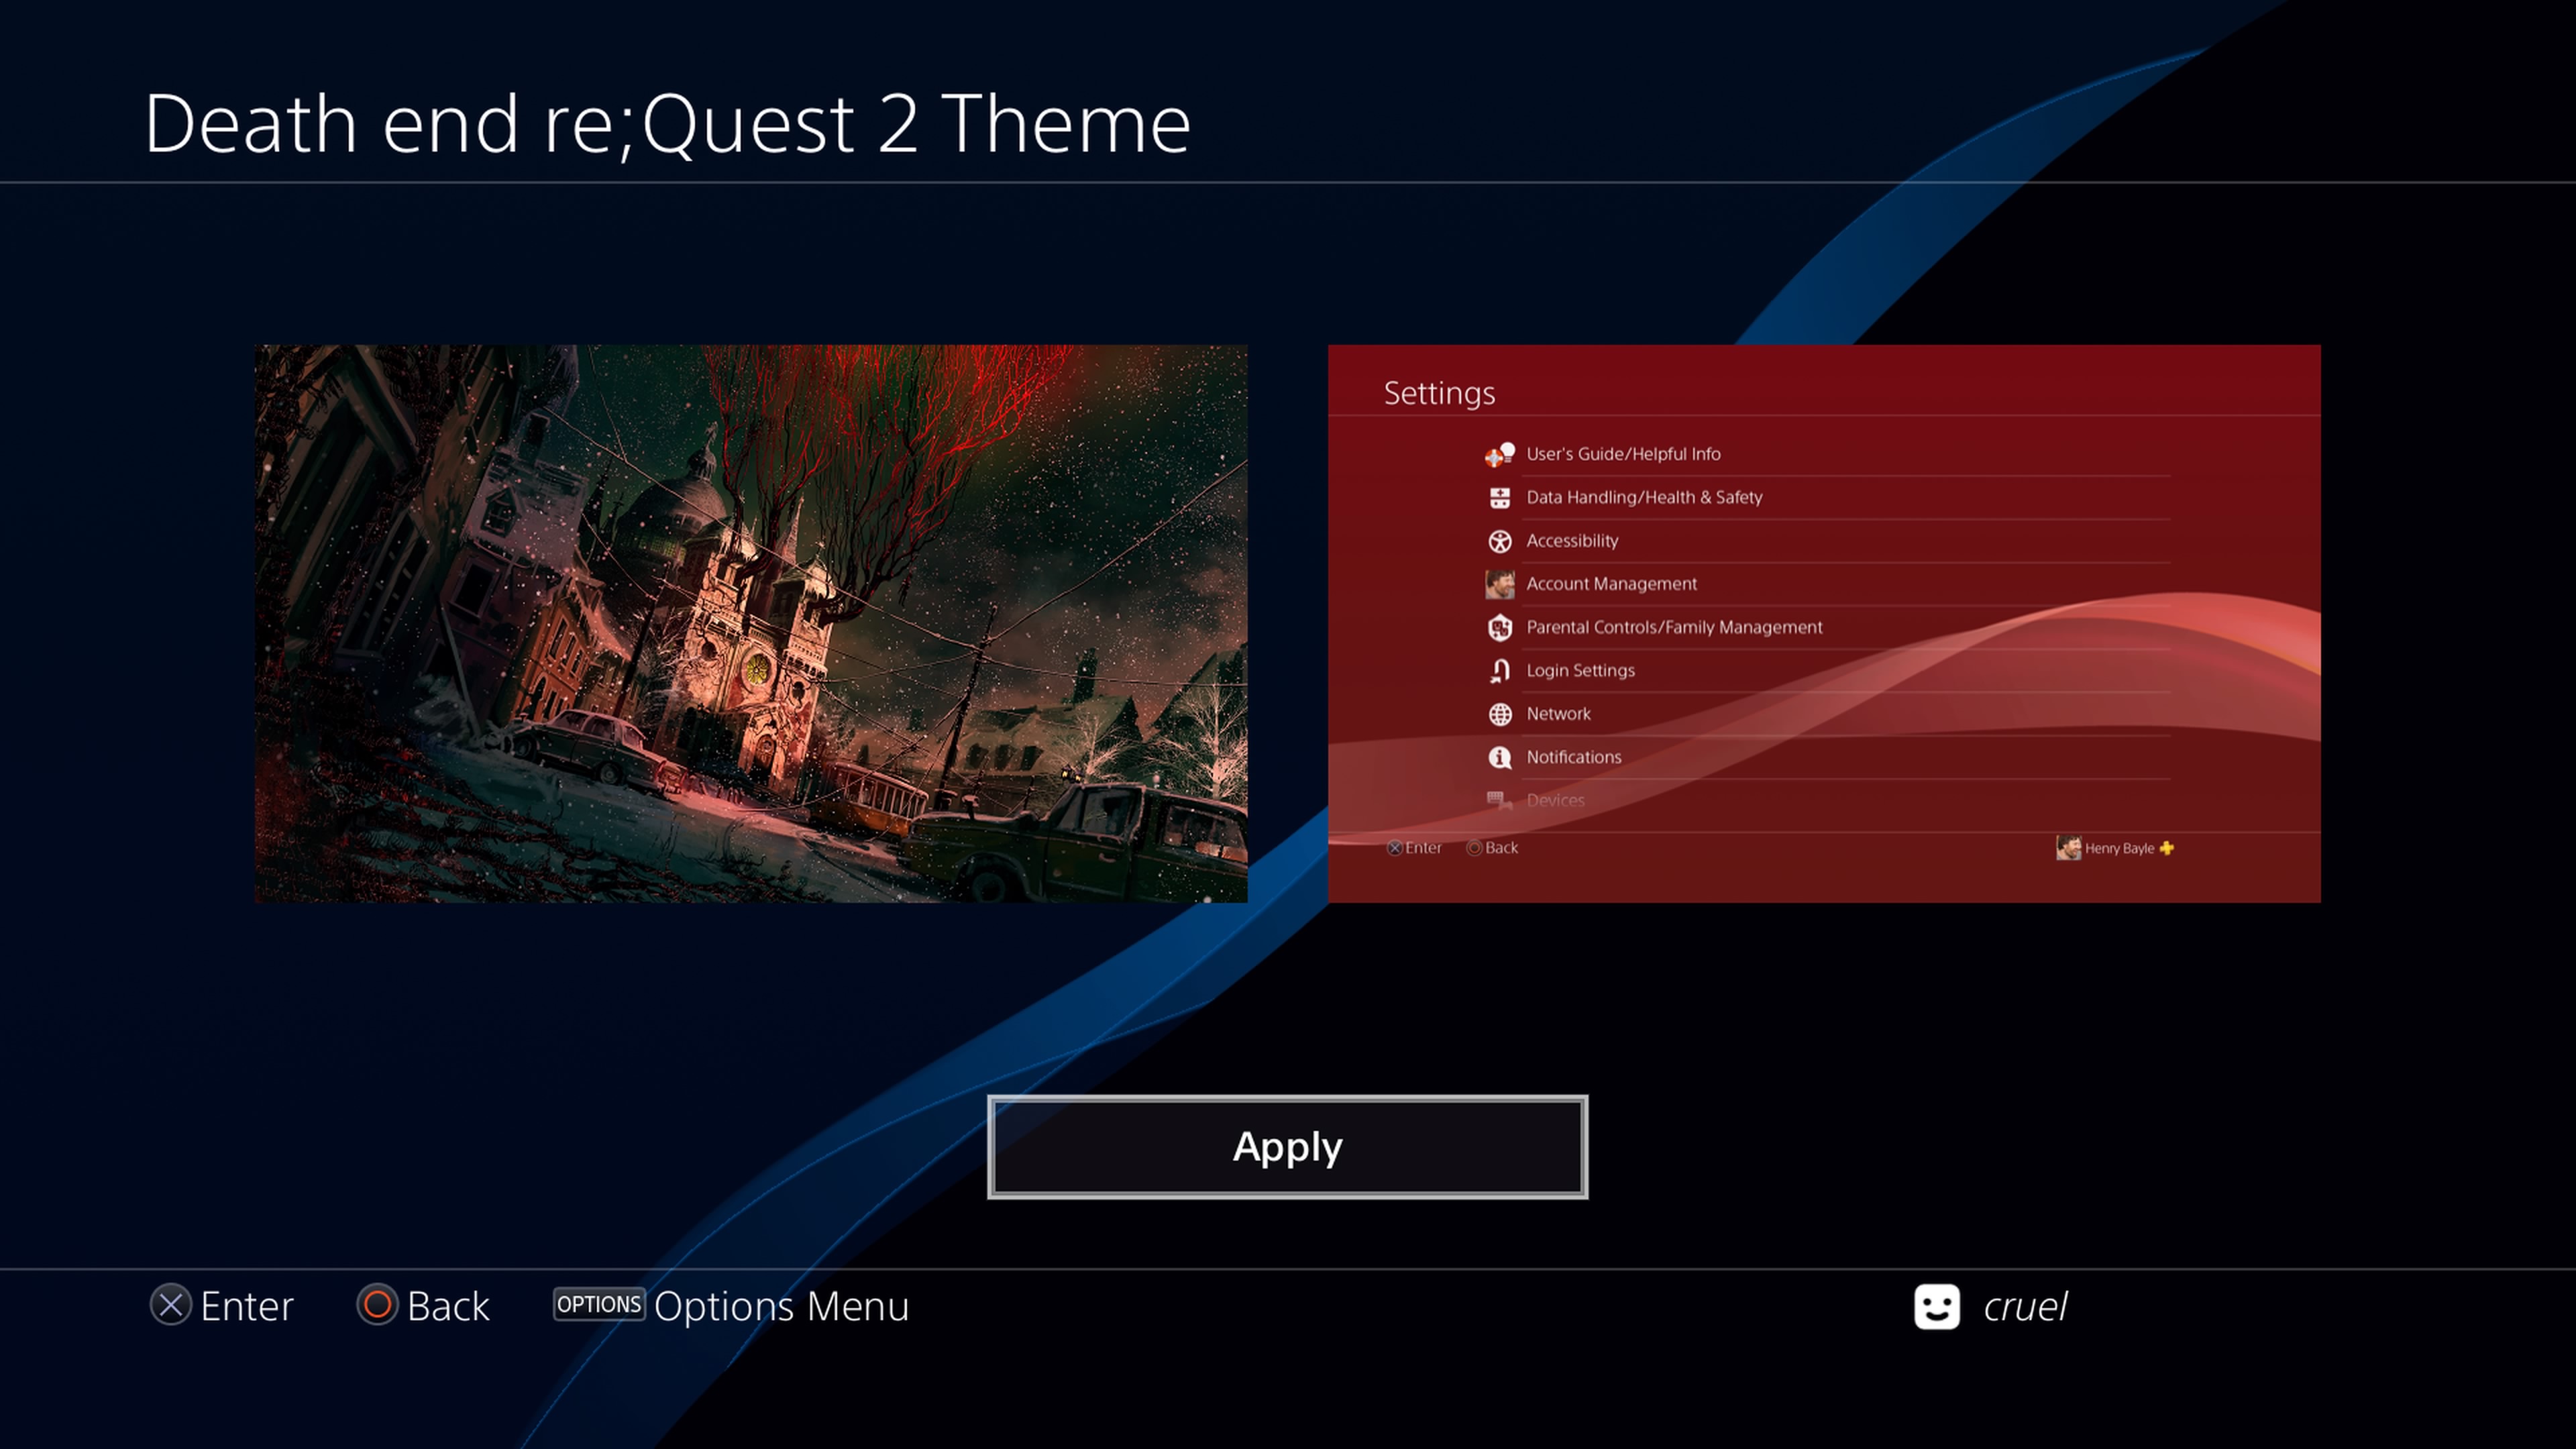 Death end re;Quest 2 Theme
Settings
User's Guide/Helpful Info
Data Handling/Health & Safety
Accessibility
Account Management
Parental Controls/Family Management
Login Settings
Network
Notifications
Devices
Enter Back Henry Bayle
Apply
Enter Back OPTIONS Options Menu cruel